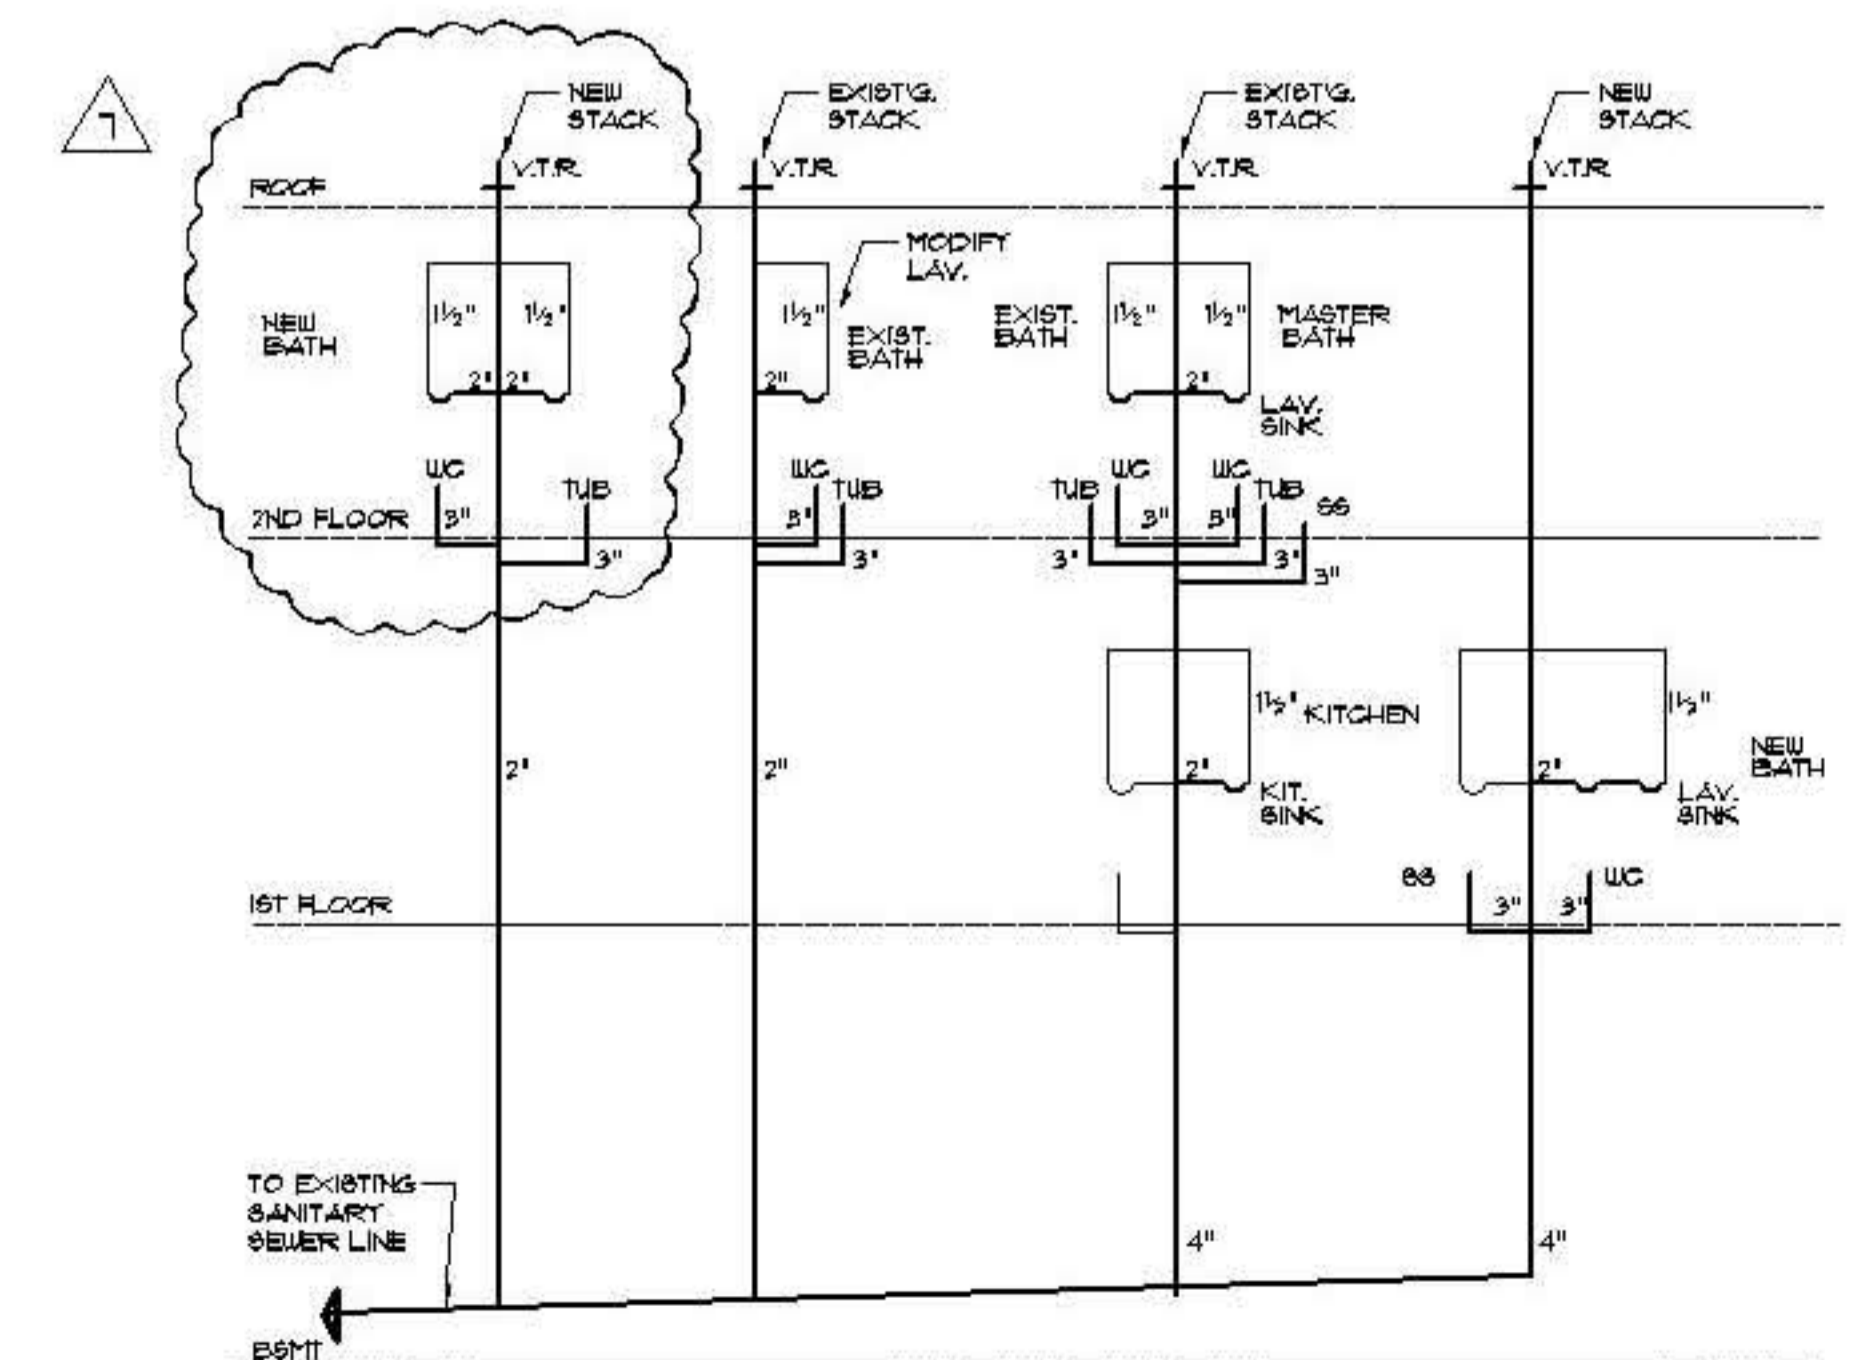 NEW
STACK
EXIST'G.
STACK
EXIST'G.
STACK
NEW
STACK
7
V.T.R.
V.T.R.
V.T.R.
V.T.R.
ROOF
MODIFY
LAV.
NEW
BATH
1½"
1½"
1½"
EXIST.
BATH
EXIST.
BATH
1½"
1½"
MASTER
BATH
2"
2"
2"
2"
LAV.
SINK
WC
TUB
WC
TUB
TUB
WC
WC
TUB
SS
2ND FLOOR
3"
3"
3"
3"
3"
3"
3"
3"
3"
3"
1½"
KITCHEN
1½"
NEW
BATH
2"
2"
2"
2"
KIT.
SINK
LAV.
SINK
SS
WC
3"
3"
1ST FLOOR
TO EXISTING
SANITARY
SEWER LINE
4"
4"
BSMT